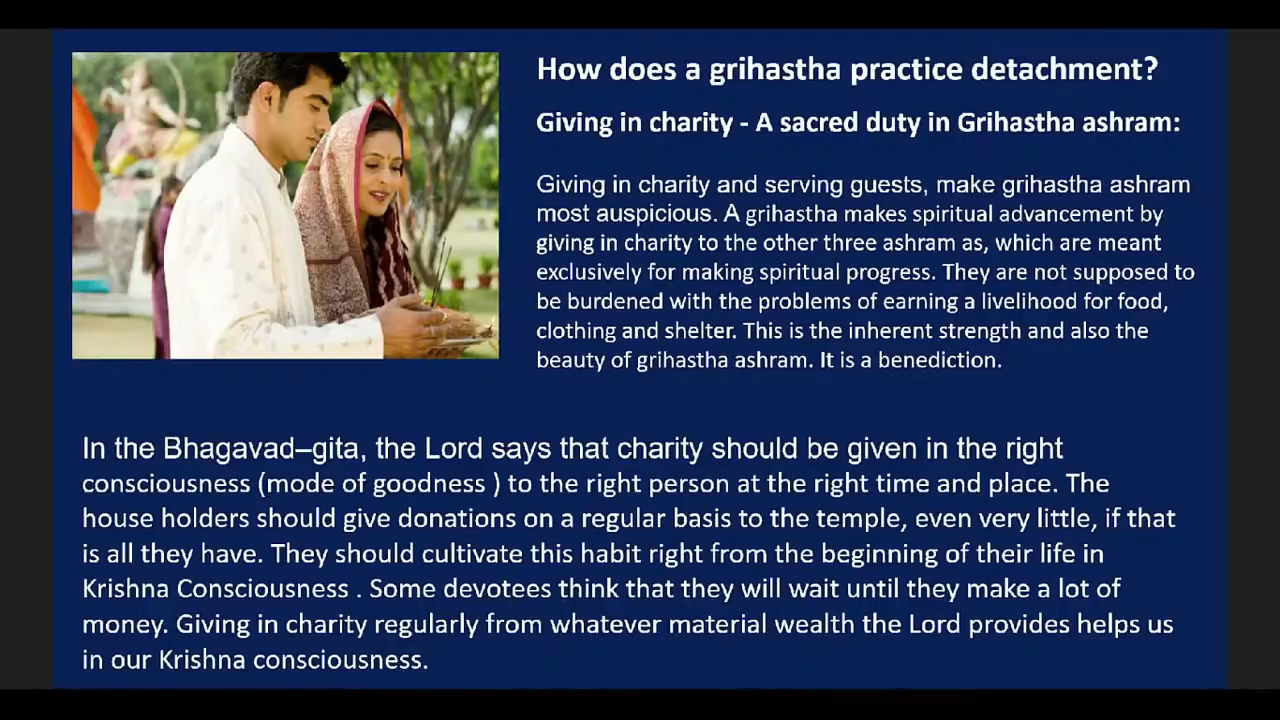 How does a grihastha practice detachment?
Giving in charity - A sacred duty in Grihastha ashram:
Giving in charity and serving guests, make grihastha ashram
most auspicious. A grihastha makes spiritual advancement by
giving in charity to the other three ashram as, which are meant
exclusively for making spiritual progress. They are not supposed to
be burdened with the problems of earning a livelihood for food,
clothing and shelter. This is the inherent strength and also the
beauty of grihastha ashram. It is a benediction.
In the Bhagavad–gita, the Lord says that charity should be given in the right
consciousness (mode of goodness ) to the right person at the right time and place. The
house holders should give donations on a regular basis to the temple, even very little, if that
is all they have. They should cultivate this habit right from the beginning of their life in
Krishna Consciousness . Some devotees think that they will wait until they make a lot of
money. Giving in charity regularly from whatever material wealth the Lord provides helps us
in our Krishna consciousness.